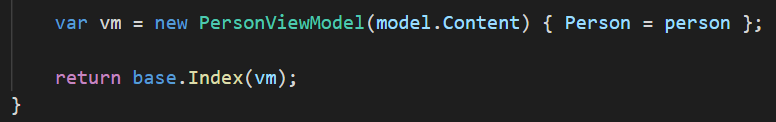 var vm = new PersonViewModel(model.Content) { Person = person };
return base.Index(vm);
}